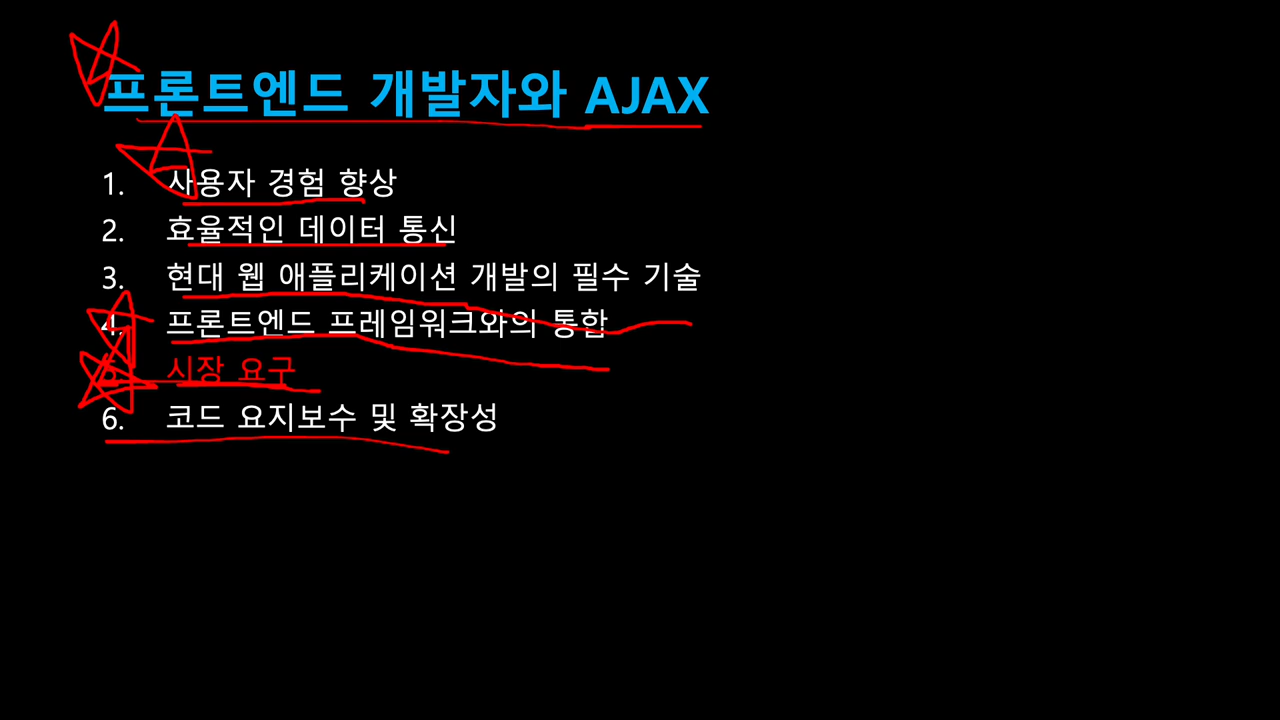 프론트엔드 개발자와 AJAX
1. 사용자 경험 향상
2. 효율적인 데이터 통신
3. 현대 웹 애플리케이션 개발의 필수 기술
4. 프론트엔드 프레임워크와의 통합
5. 시장 요구
6. 코드 요지보수 및 확장성